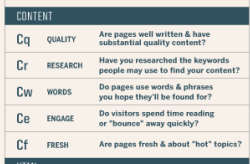 CONTENT
Cq QUALITY Are pages well written & have
substantial quality content?
Cr RESEARCH Have you researched the keywords
people may use to find your content?
Cw WORDS Do pages use words & phrases
you hope they'll be found for?
Ce ENGAGE Do visitors spend time reading
or "bounce" away quickly?
Cf FRESH Are pages fresh & about "hot" topics?
HTML